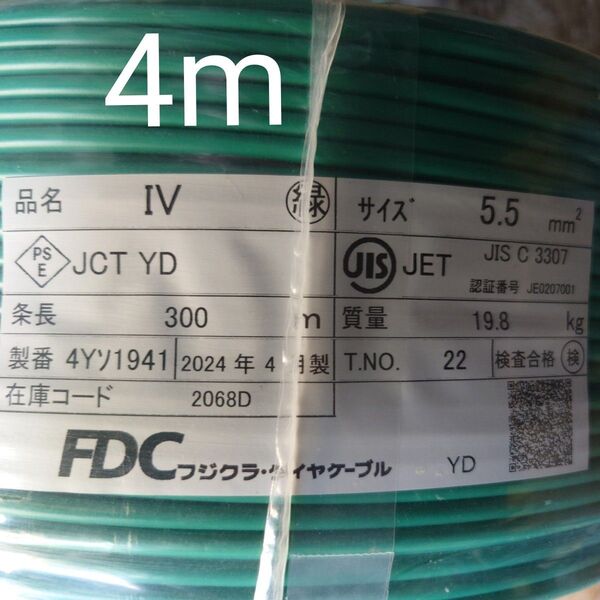 4m
品名 IV 緑 サイズ 5.5 mm2
PS E JCT YD JIS JET JIS C 3307
認証番号 JE0207001
条長 300 m 質量 19.8 kg
製番 4Yソ1941 2024 年 4 月製 T.NO. 22 検査合格 検
在庫コード 2068D
FDC フジクラ・ダイヤケーブル YD